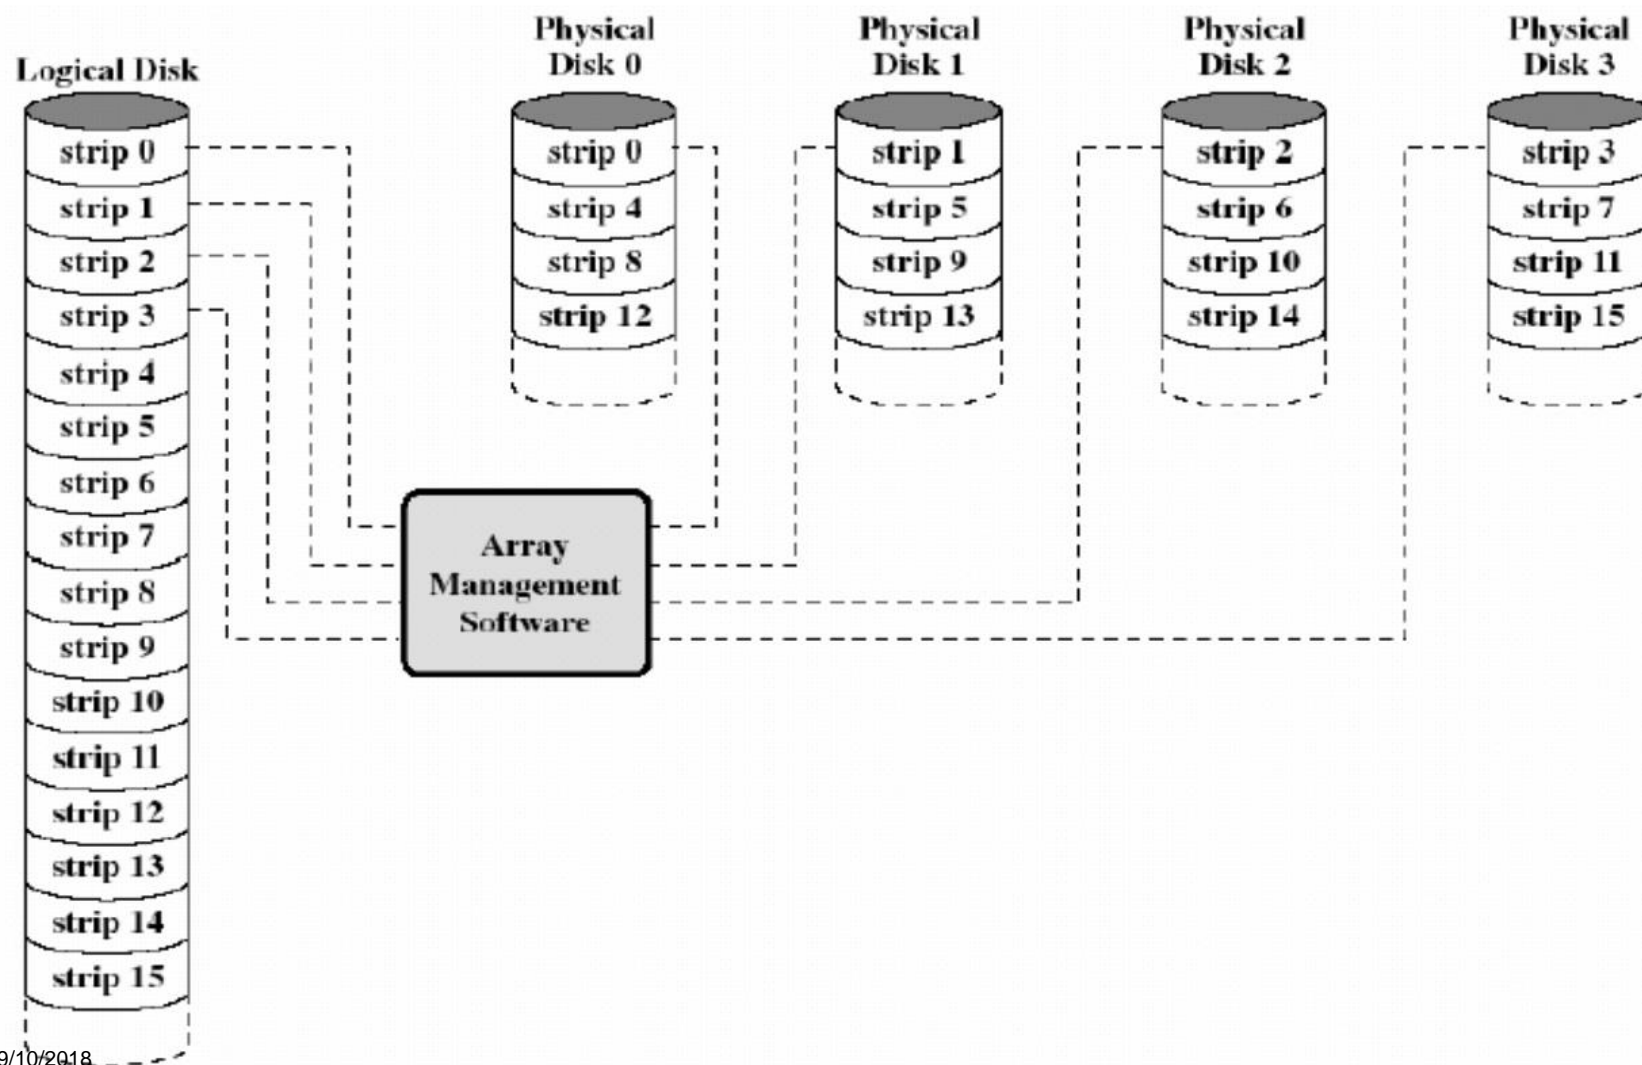 Logical Disk
strip 0
strip 1
strip 2
strip 3
strip 4
strip 5
strip 6
strip 7
strip 8
strip 9
strip 10
strip 11
strip 12
strip 13
strip 14
strip 15
Physical
Disk 0
strip 0
strip 4
strip 8
strip 12
Physical
Disk 1
strip 1
strip 5
strip 9
strip 13
Physical
Disk 2
strip 2
strip 6
strip 10
strip 14
Physical
Disk 3
strip 3
strip 7
strip 11
strip 15
Array
Management
Software
9/10/2018